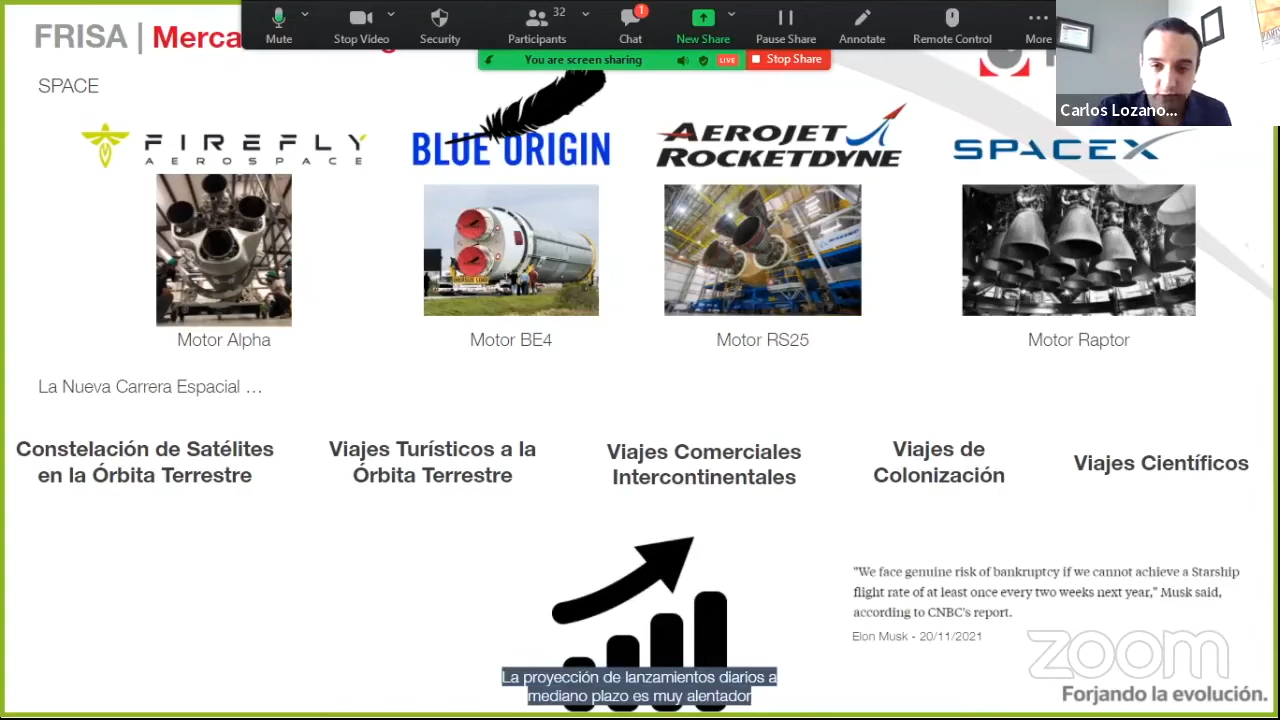 Mute
Stop Video
Security
Participants
32
Chat
1
New Share
Pause Share
Annotate
Remote Control
More
You are screen sharing
LIVE
Stop Share
Carlos Lozano...
FRISA | Merca
SPACE
FIREFLY
AEROSPACE
BLUE ORIGIN
AEROJET
ROCKETDYNE
SPACEX
Motor Alpha
Motor BE4
Motor RS25
Motor Raptor
La Nueva Carrera Espacial ...
Constelación de Satélites
en la Órbita Terrestre
Viajes Turísticos a la
Órbita Terrestre
Viajes Comerciales
Intercontinentales
Viajes de
Colonización
Viajes Científicos
"We face genuine risk of bankruptcy if we cannot achieve a Starship
flight rate of at least once every two weeks next year," Musk said,
according to CNBC's report.
Elon Musk - 20/11/2021
zoom
Forjando la evolución.
La proyección de lanzamientos diarios a
mediano plazo es muy alentador